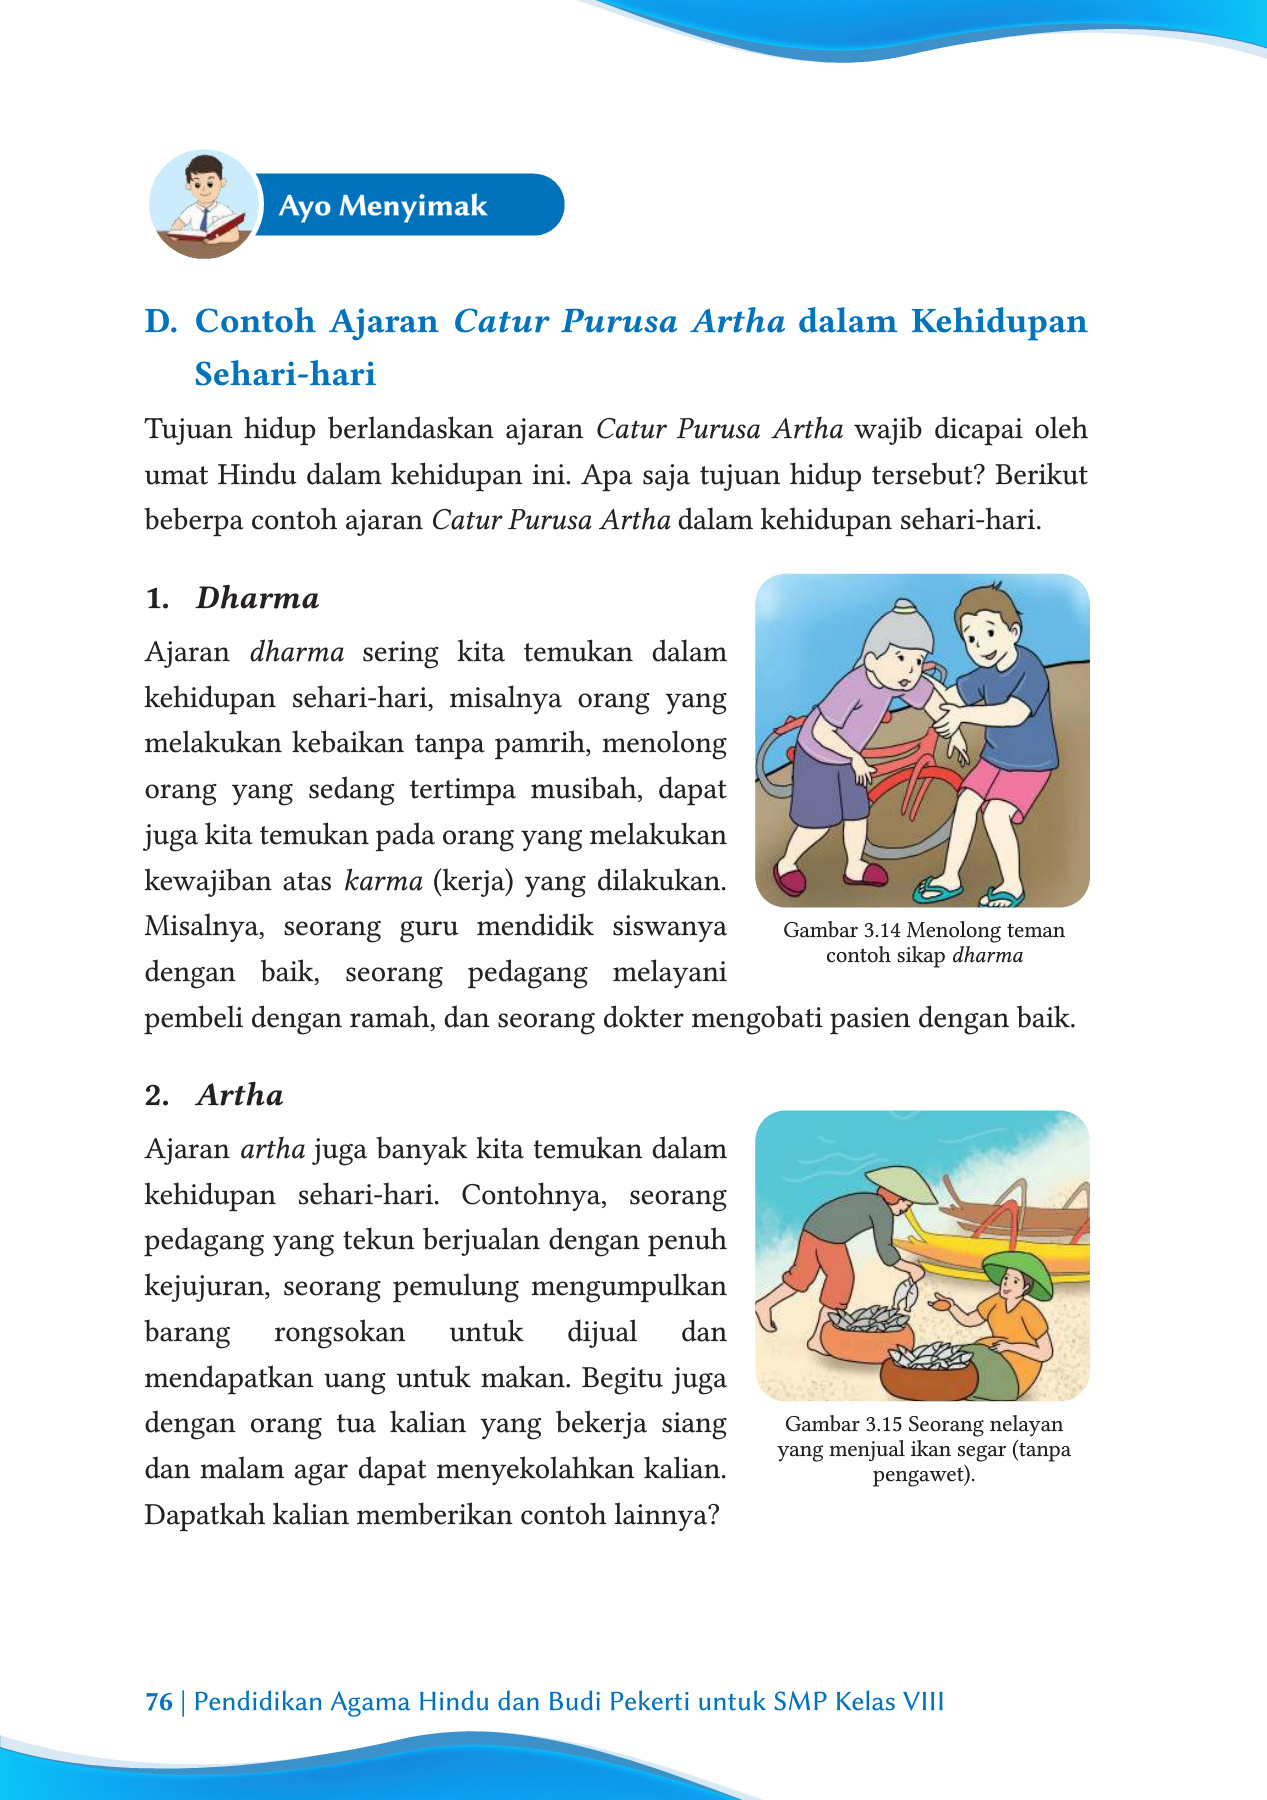 Ayo Menyimak
D. Contoh Ajaran Catur Purusa Artha dalam Kehidupan
Sehari-hari
Tujuan hidup berlandaskan ajaran Catur Purusa Artha wajib dicapai oleh
umat Hindu dalam kehidupan ini. Apa saja tujuan hidup tersebut? Berikut
beberpa contoh ajaran Catur Purusa Artha dalam kehidupan sehari-hari.
1. Dharma
Ajaran dharma sering kita temukan dalam
kehidupan sehari-hari, misalnya orang yang
melakukan kebaikan tanpa pamrih, menolong
orang yang sedang tertimpa musibah, dapat
juga kita temukan pada orang yang melakukan
kewajiban atas karma (kerja) yang dilakukan.
Misalnya, seorang guru mendidik siswanya
dengan baik, seorang pedagang melayani
pembeli dengan ramah, dan seorang dokter mengobati pasien dengan baik.
Gambar 3.14 Menolong teman
contoh sikap dharma
2. Artha
Ajaran artha juga banyak kita temukan dalam
kehidupan sehari-hari. Contohnya, seorang
pedagang yang tekun berjualan dengan penuh
kejujuran, seorang pemulung mengumpulkan
barang rongsokan untuk dijual dan
mendapatkan uang untuk makan. Begitu juga
dengan orang tua kalian yang bekerja siang
dan malam agar dapat menyekolahkan kalian.
Dapatkah kalian memberikan contoh lainnya?
Gambar 3.15 Seorang nelayan
yang menjual ikan segar (tanpa
pengawet).
76 | Pendidikan Agama Hindu dan Budi Pekerti untuk SMP Kelas VIII